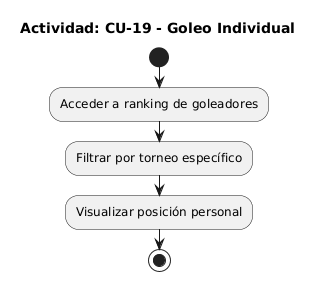 Actividad: CU-19 - Goleo Individual
Acceder a ranking de goleadores
Filtrar por torneo específico
Visualizar posición personal